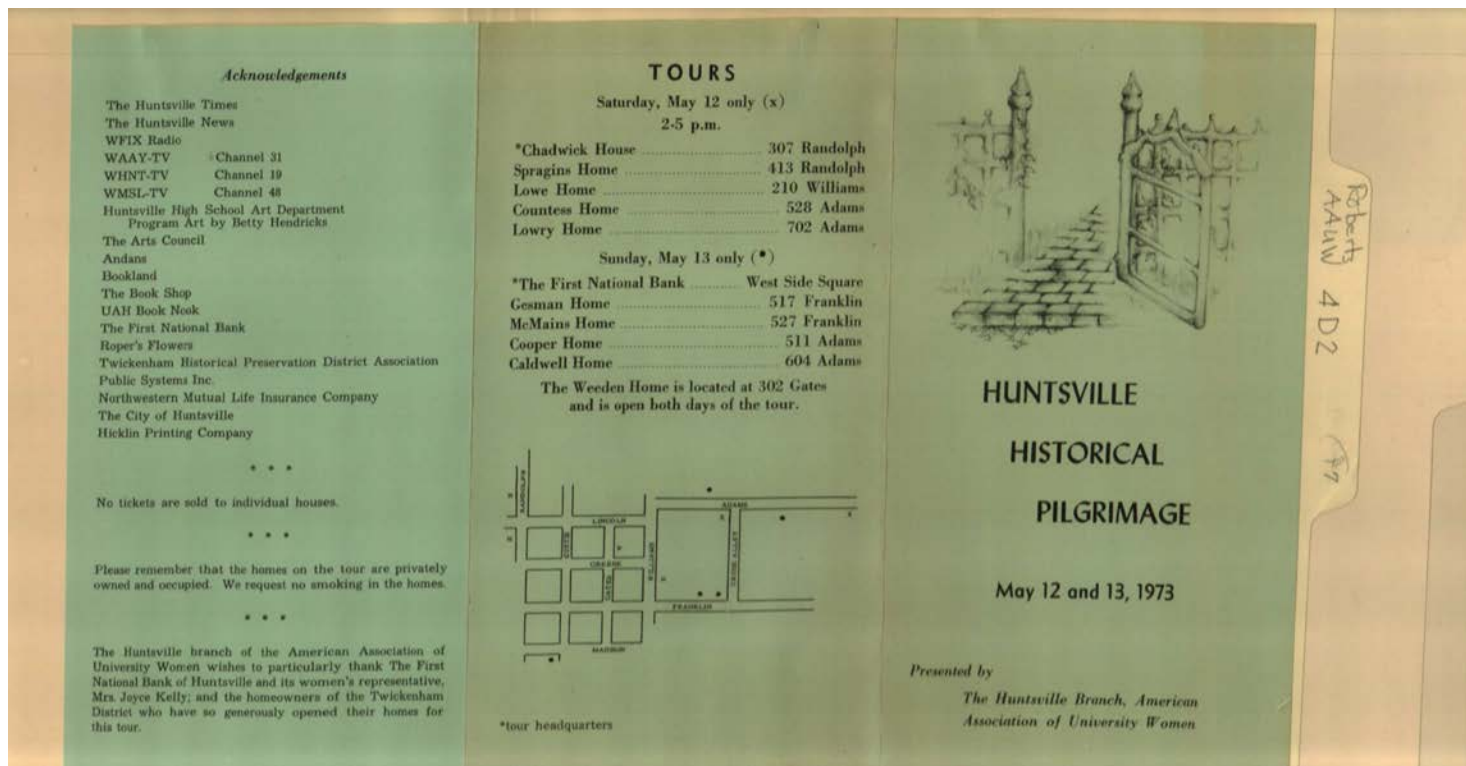 Acknowledgements
The Huntsville Times
The Huntsville News
WFIX Radio
WAAY-TV Channel 31
WHNT-TV Channel 19
WMSL-TV Channel 48
Huntsville High School Art Department
Program Art by Betty Hendricks
The Arts Council
Andans
Bookland
The Book Shop
UAH Book Nook
The First National Bank
Roper's Flowers
Twickenham Historical Preservation District Association
Public Systems Inc.
Northwestern Mutual Life Insurance Company
The City of Huntsville
Hicklin Printing Company
* * *
No tickets are sold to individual houses.
* * *
Please remember that the homes on the tour are privately
owned and occupied. We request no smoking in the homes.
* * *
The Huntsville branch of the American Association of
University Women wishes to particularly thank The First
National Bank of Huntsville and its women's representative,
Mrs. Joyce Kelly; and the homeowners of the Twickenham
District who have so generously opened their homes for
this tour.
TOURS
Saturday, May 12 only (x)
2-5 p.m.
*Chadwick House 307 Randolph
Spragins Home 413 Randolph
Lowe Home 210 Williams
Countess Home 528 Adams
Lowry Home 702 Adams
Sunday, May 13 only (•)
*The First National Bank West Side Square
Gesman Home 517 Franklin
McMains Home 527 Franklin
Cooper Home 511 Adams
Caldwell Home 604 Adams
The Weeden Home is located at 302 Gates
and is open both days of the tour.
RANDOLPH
LINCOLN
ADAMS
GREENE
GATES
WILLIAMS
FRANKLIN
MADISON
*tour headquarters
HUNTSVILLE
HISTORICAL
PILGRIMAGE
May 12 and 13, 1973
Presented by
The Huntsville Branch, American
Association of University Women
Roberts
AAUW 4D2